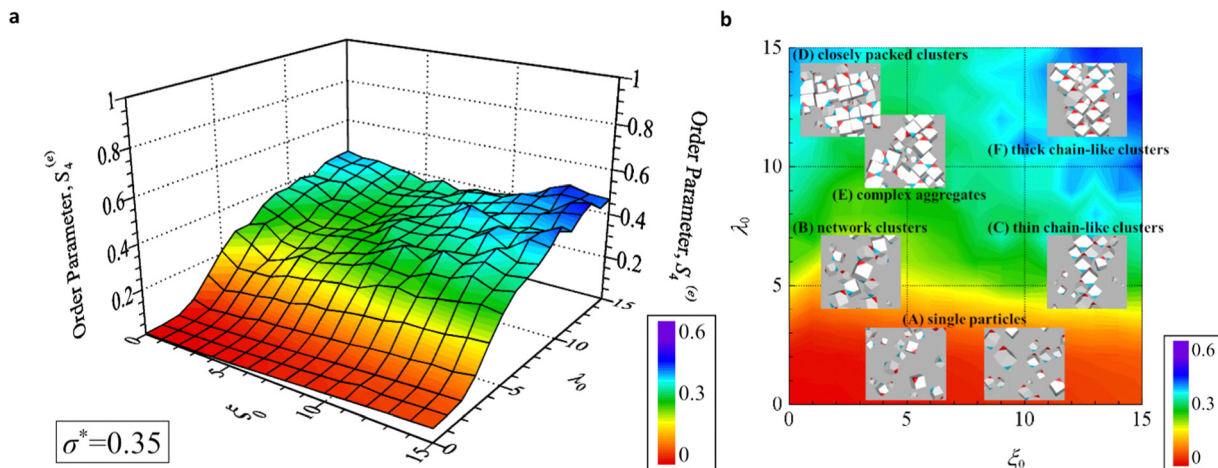 a
b
1
0.8
0.6
0.4
0.2
Order Parameter, S₄⁽ᵉ⁾
0
5
10
15
ξ₀
0
5
10
15
λ₀
1
0.8
0.6
0.4
0.2
Order Parameter, S₄⁽ᵉ⁾
σ*=0.35
0.6
0.3
0
15
10
5
0
λ₀
(D) closely packed clusters
(F) thick chain-like clusters
(E) complex aggregates
(B) network clusters
(C) thin chain-like clusters
(A) single particles
0
5
10
15
ξ₀
0.6
0.3
0